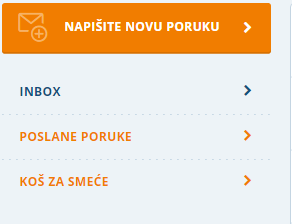 NAPIŠITE NOVU PORUKU
INBOX
POSLANE PORUKE
KOŠ ZA SMEĆE